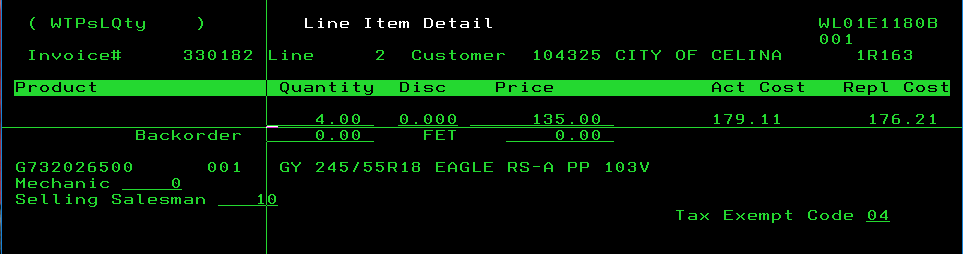 ( WTPsLQty ) Line Item Detail WL01E1180B
001
Invoice# 330182 Line 2 Customer 104325 CITY OF CELINA 1R163
Product Quantity Disc Price Act Cost Repl Cost
4.00 0.000 135.00 179.11 176.21
Backorder 0.00 FET 0.00
G732026500 001 GY 245/55R18 EAGLE RS-A PP 103V
Mechanic 0
Selling Salesman 10
Tax Exempt Code 04